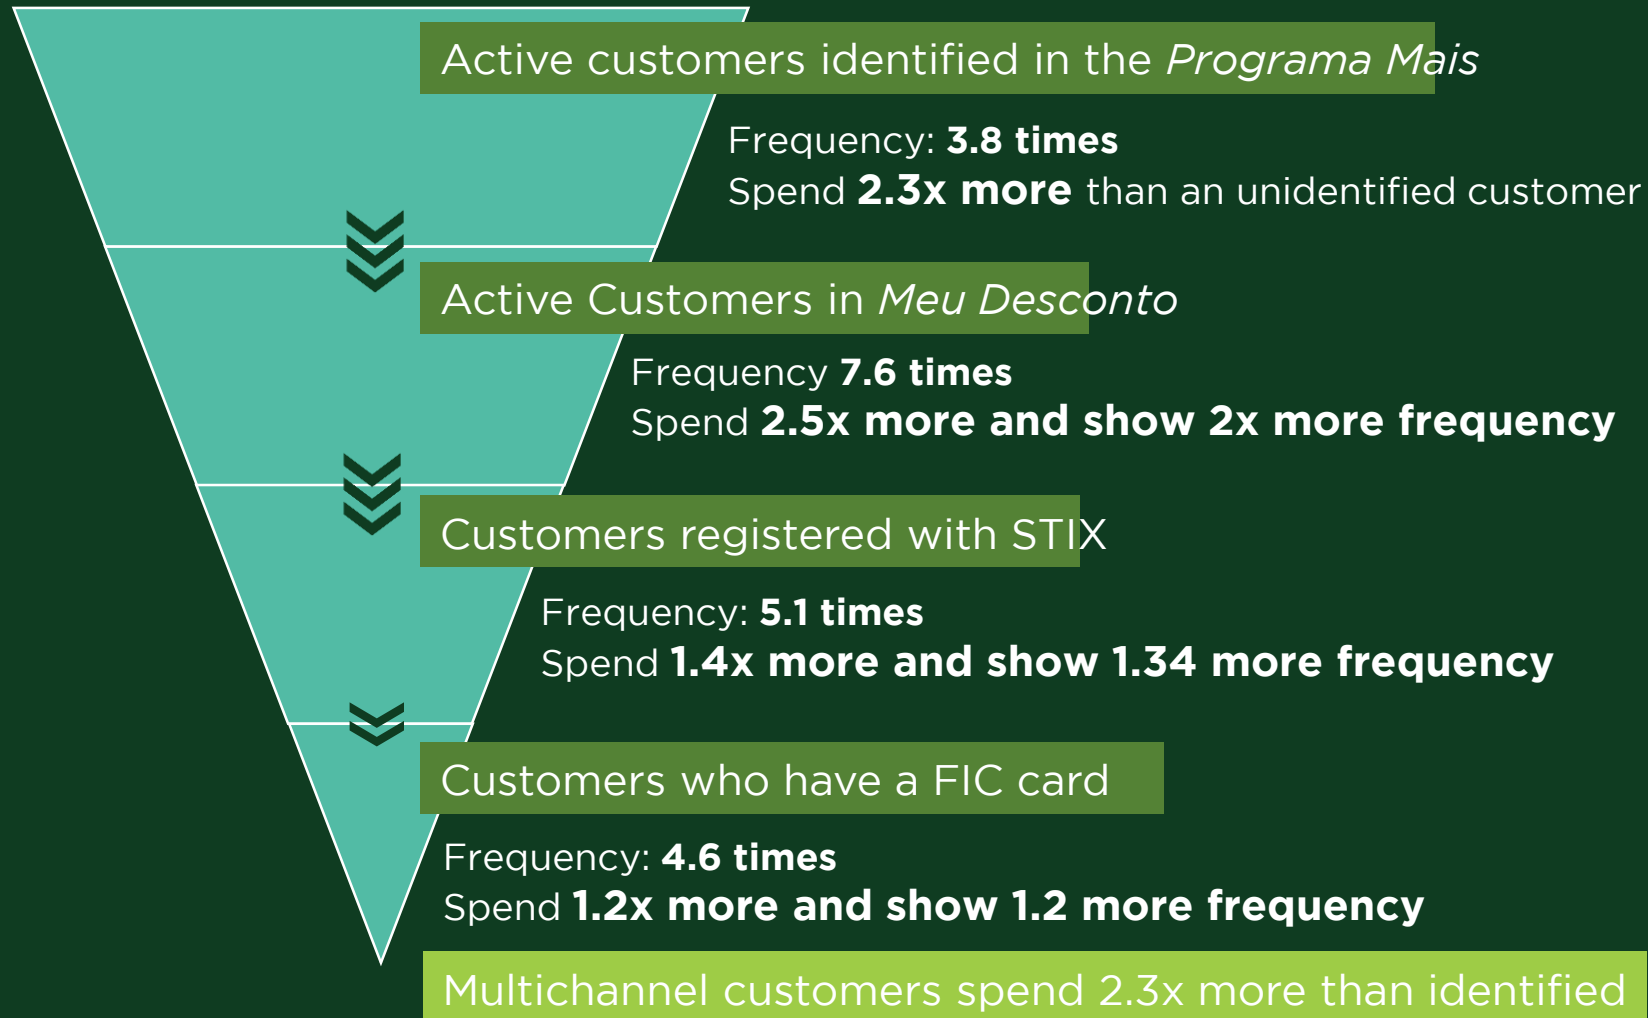 Active customers identified in the Programa Mais
Frequency: 3.8 times
Spend 2.3x more than an unidentified customer
Active Customers in Meu Desconto
Frequency 7.6 times
Spend 2.5x more and show 2x more frequency
Customers registered with STIX
Frequency: 5.1 times
Spend 1.4x more and show 1.34 more frequency
Customers who have a FIC card
Frequency: 4.6 times
Spend 1.2x more and show 1.2 more frequency
Multichannel customers spend 2.3x more than identified